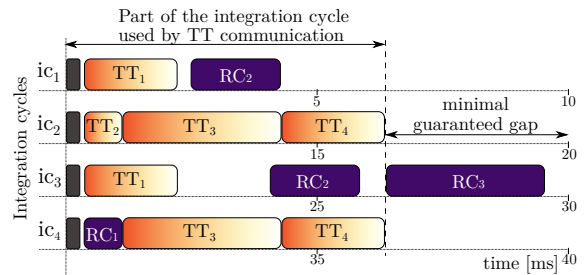 Part of the integration cycle
used by TT communication
Integration cycles
ic1 TT1 RC2
5 10
minimal
guaranteed gap
ic2 TT2 TT3 TT4
15 20
ic3 TT1 RC2 RC3
25 30
ic4 RC1 TT3 TT4
35 time [ms] 40